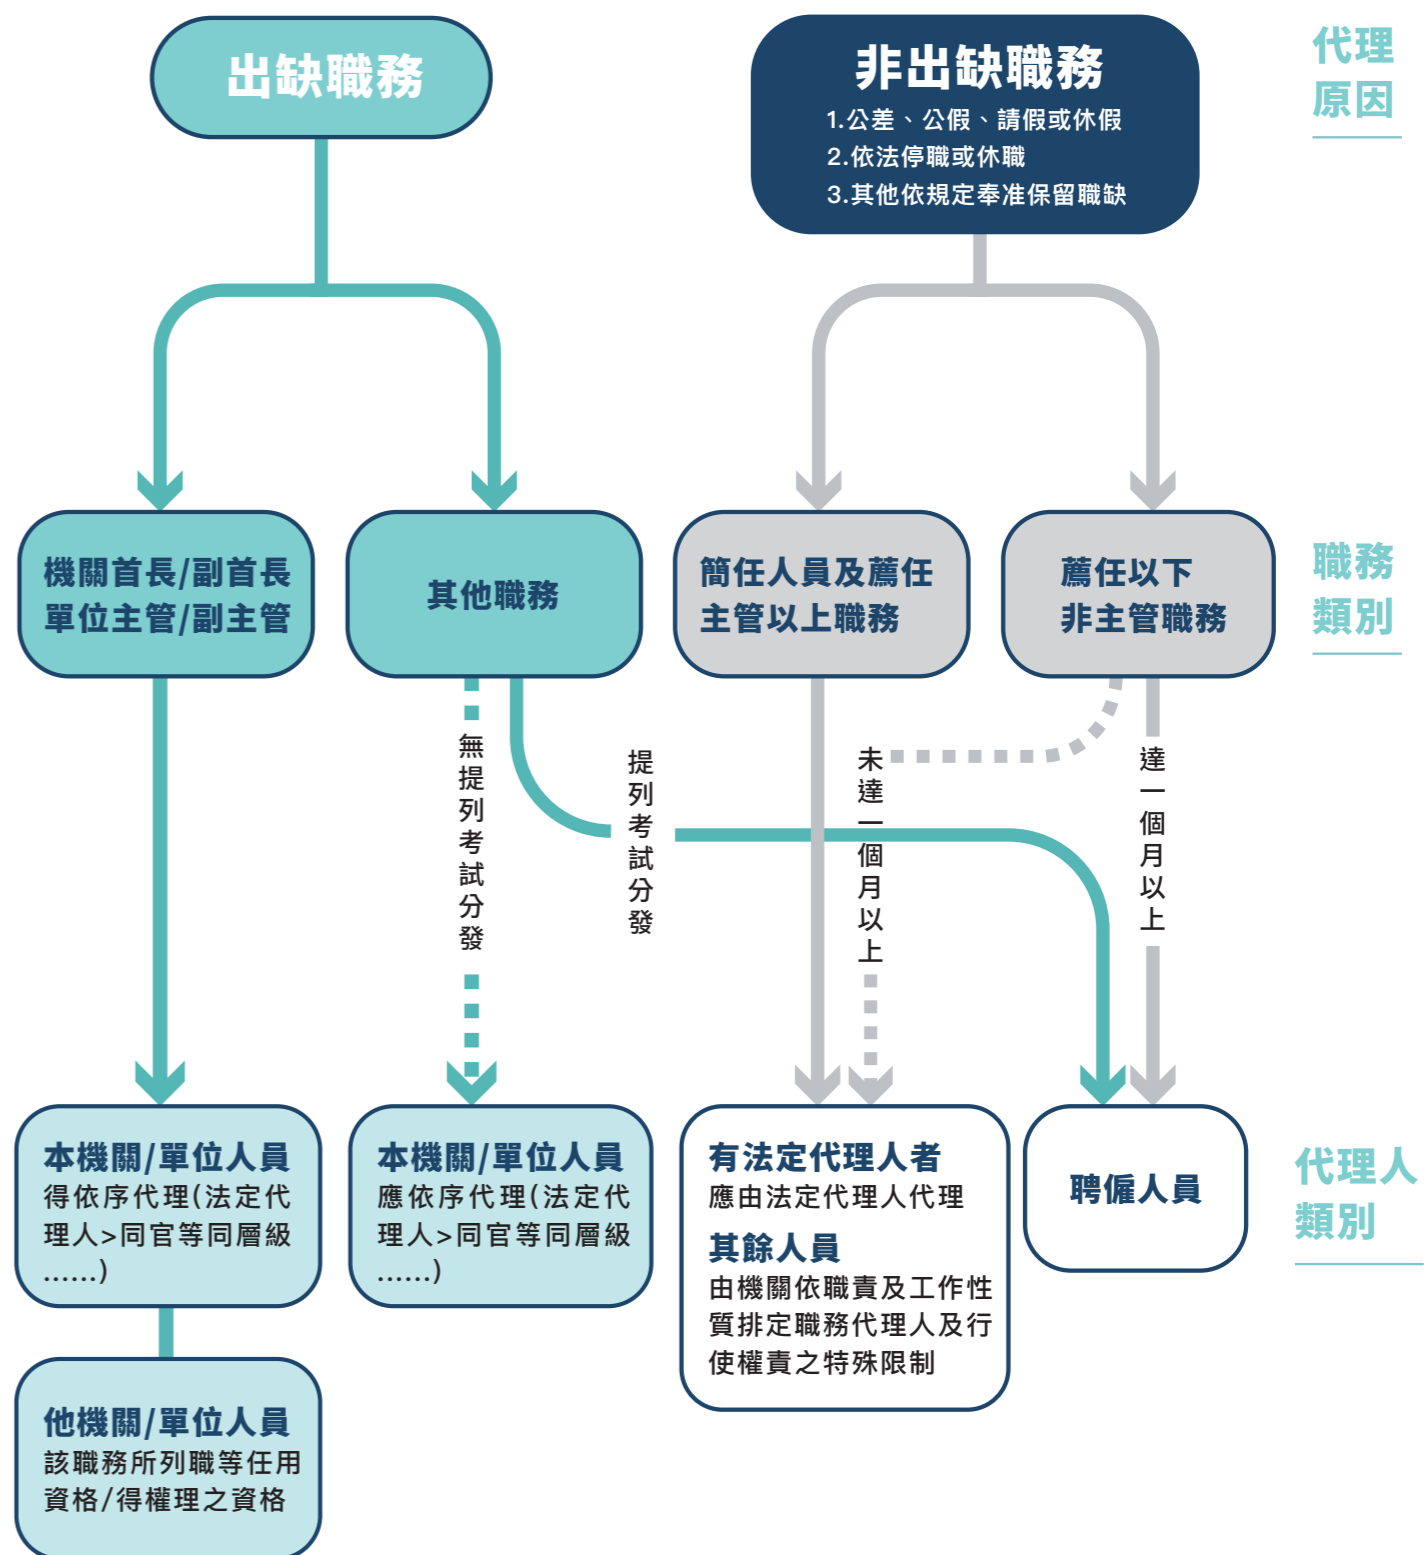 出缺職務
非出缺職務
1.公差、公假、請假或休假
2.依法停職或休職
3.其他依規定奉准保留職缺
代理
原因
機關首長/副首長
單位主管/副主管
其他職務
簡任人員及薦任
主管以上職務
薦任以下
非主管職務
職務
類別
無提列考試分發
提列考試分發
未達一個月以上
達一個月以上
本機關/單位人員
得依序代理(法定代
理人>同官等同層級
......)
本機關/單位人員
應依序代理(法定代
理人>同官等同層級
......)
有法定代理人者
應由法定代理人代理
其餘人員
由機關依職責及工作性
質排定職務代理人及行
使權責之特殊限制
聘僱人員
代理人
類別
他機關/單位人員
該職務所列職等任用
資格/得權理之資格